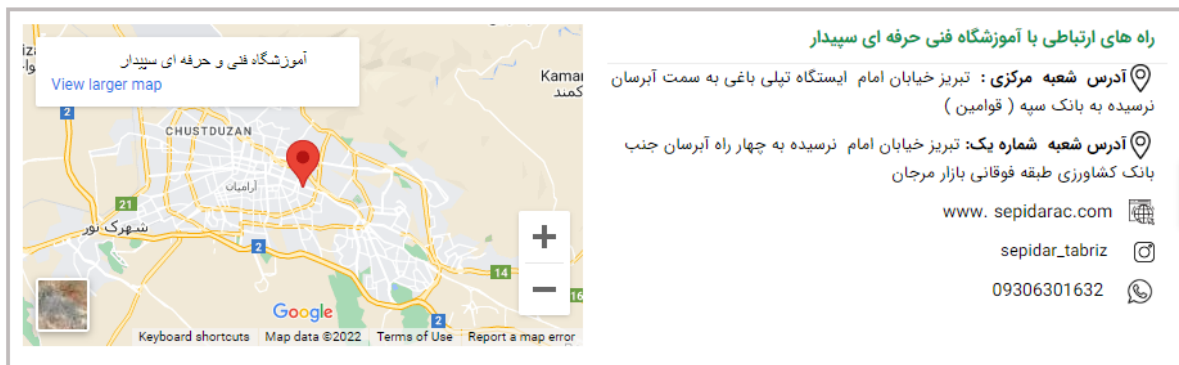 راه های ارتباطی با آموزشگاه فنی حرفه ای سپیدار
آدرس شعبه مرکزی : تبریز خیابان امام ایستگاه تپلی باغی به سمت آبرسان
نرسیده به بانک سپه ( قوامین )
آدرس شعبه شماره یک: تبریز خیابان امام نرسیده به چهار راه آبرسان جنب
بانک کشاورزی طبقه فوقانی بازار مرجان
www. sepidarac.com
sepidar_tabriz
09306301632
آموزشگاه فنی و حرفه ای سپیدار
View larger map
Kamar
کمند
2
CHUSTDUZAN
آرامیان
21
شهرک نور
2
14
16
2
Google
Keyboard shortcuts
Map data ©2022
Terms of Use
Report a map error